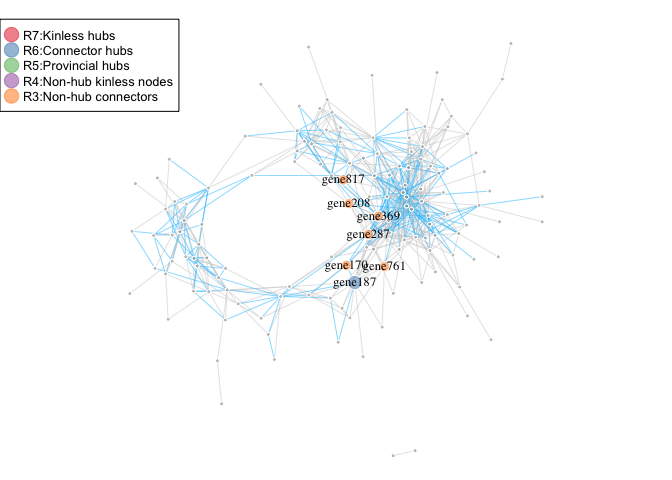 R7:Kinless hubs
R6:Connector hubs
R5:Provincial hubs
R4:Non-hub kinless nodes
R3:Non-hub connectors
gene817
gene208
gene369
gene287
gene170 gene761
gene187